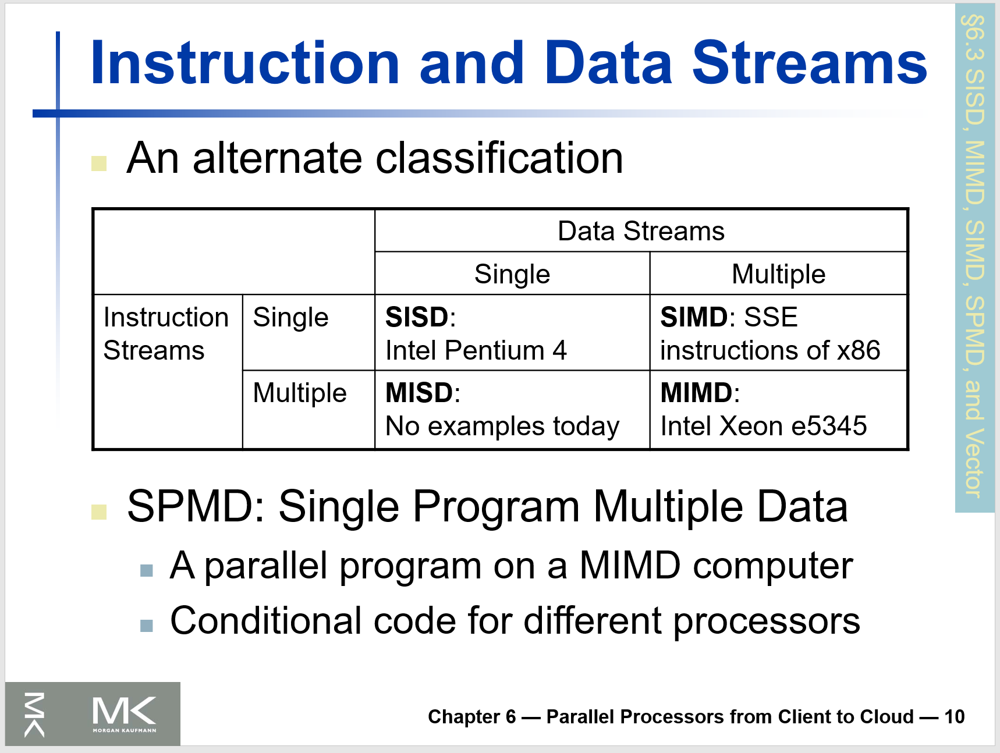 Instruction and Data Streams
§6.3 SISD, MIMD, SIMD, SPMD, and Vector
An alternate classification
Data Streams
Single
Multiple
Instruction
Streams
Single
SISD:
Intel Pentium 4
SIMD: SSE
instructions of x86
Multiple
MISD:
No examples today
MIMD:
Intel Xeon e5345
SPMD: Single Program Multiple Data
A parallel program on a MIMD computer
Conditional code for different processors
MK
MK
MORGAN KAUFMANN
Chapter 6 — Parallel Processors from Client to Cloud — 10